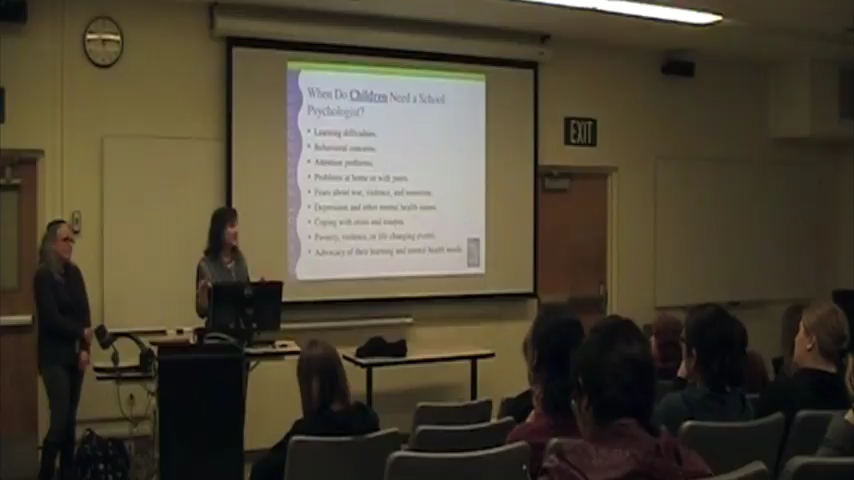 When Do Children Need a School
Psychologist?
• Learning difficulties.
• Behavioral concerns.
• Attention problems.
• Problems at home or with peers.
• Fears about war, violence, and terrorism.
• Depression and other mental health issues.
• Coping with crisis and trauma.
• Poverty, violence, or life changing events.
• Advocacy of their learning and mental health needs.
EXIT